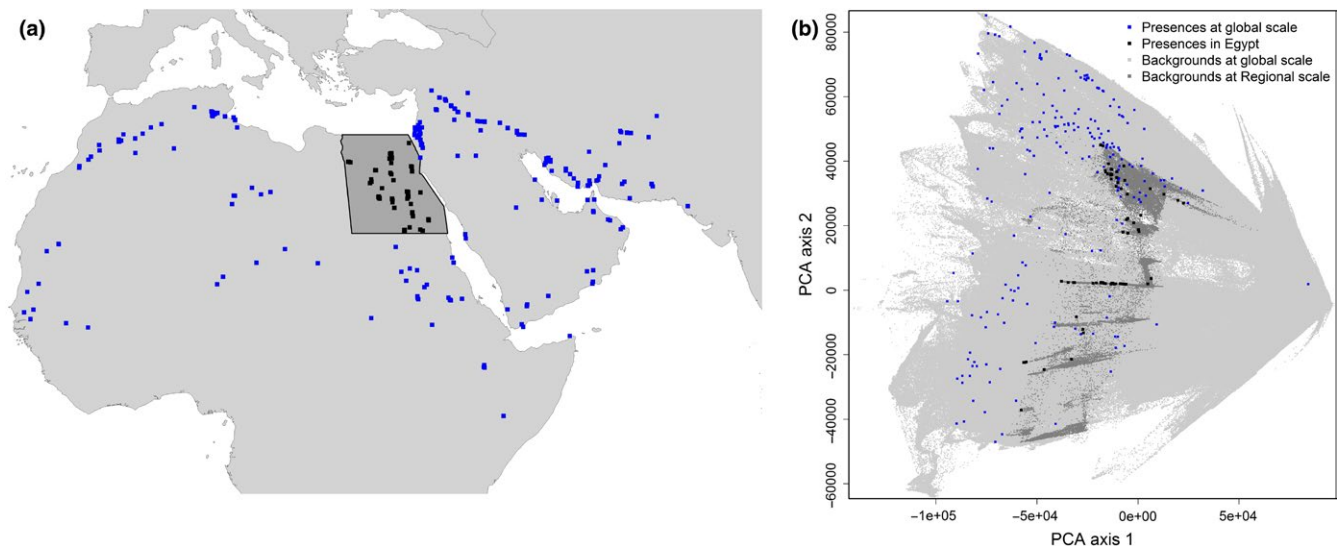 (a)
(b)
Presences at global scale
Presences in Egypt
Backgrounds at global scale
Backgrounds at Regional scale
PCA axis 2
80000
60000
40000
20000
0
−20000
−40000
−60000
−1e+05
−5e+04
0e+00
5e+04
PCA axis 1